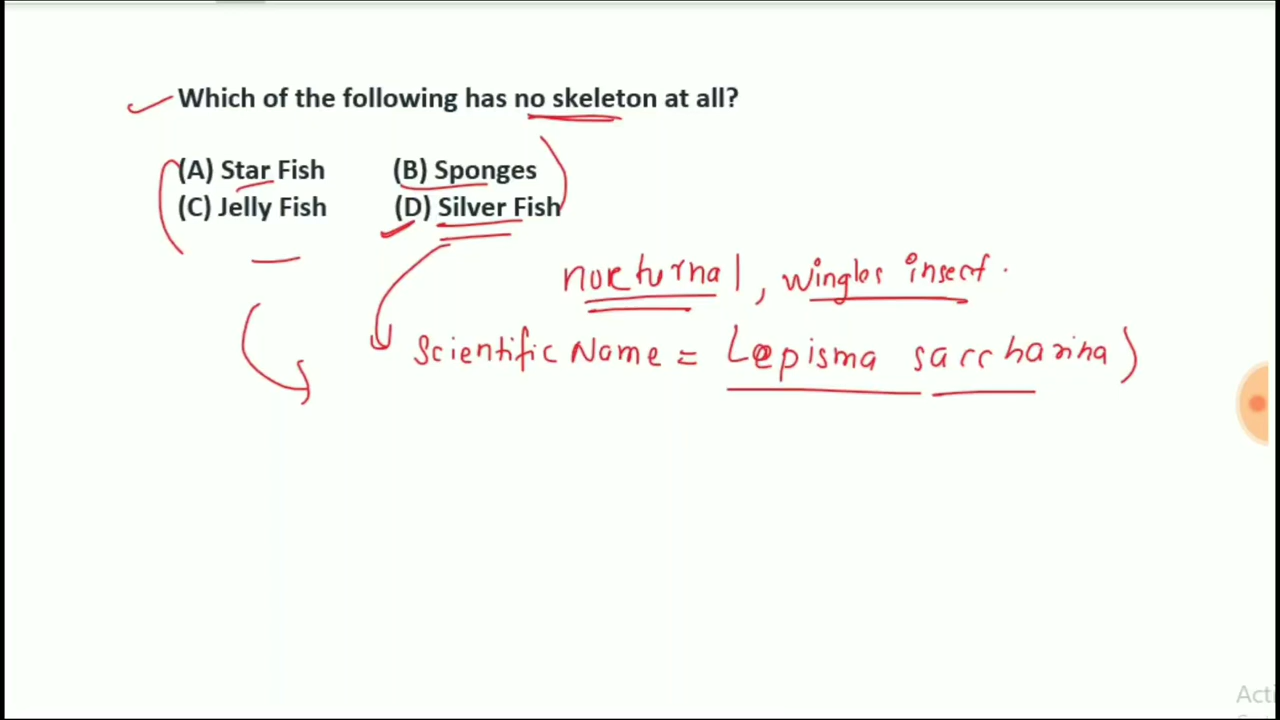 Which of the following has no skeleton at all?
(A) Star Fish (B) Sponges
(C) Jelly Fish (D) Silver Fish
nocturnal, wingles insect.
Scientific Name = Lepisma saccharina)
Acti